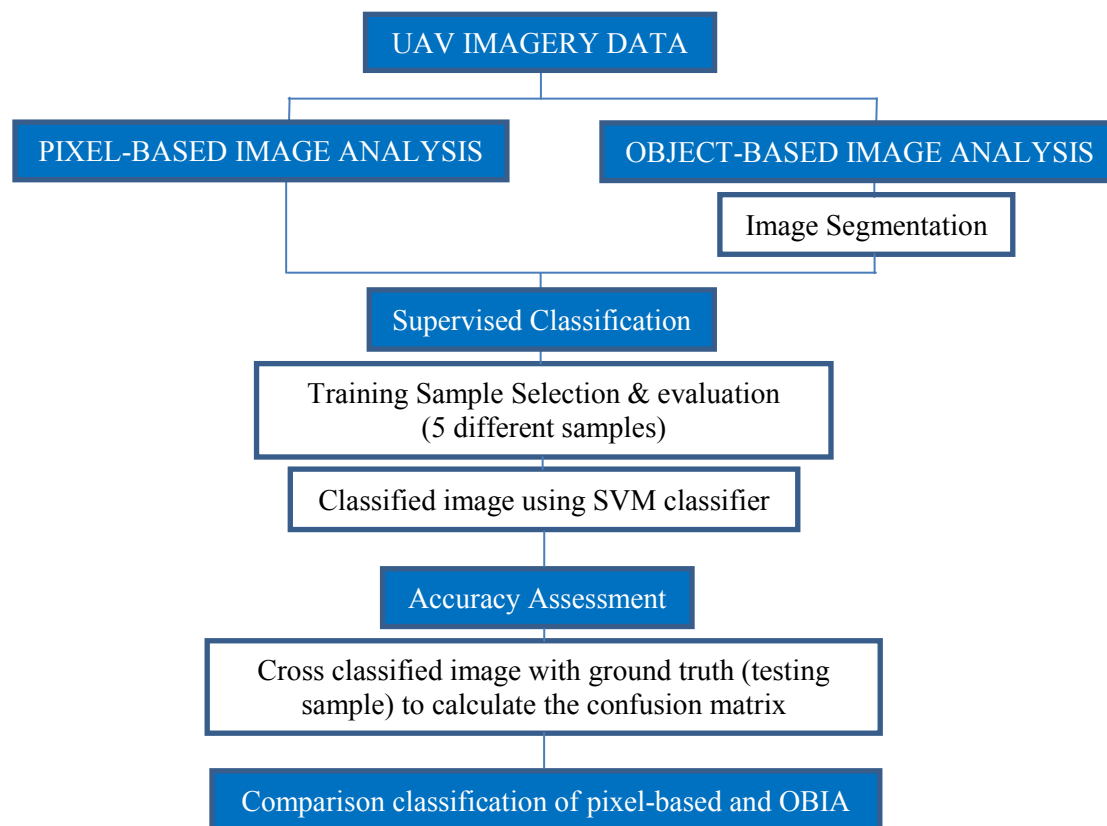 UAV IMAGERY DATA
PIXEL-BASED IMAGE ANALYSIS
OBJECT-BASED IMAGE ANALYSIS
Image Segmentation
Supervised Classification
Training Sample Selection & evaluation
(5 different samples)
Classified image using SVM classifier
Accuracy Assessment
Cross classified image with ground truth (testing
sample) to calculate the confusion matrix
Comparison classification of pixel-based and OBIA